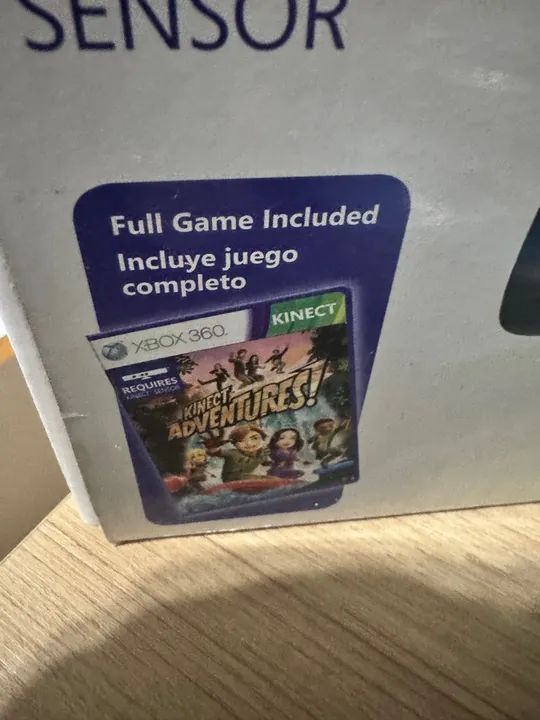 SENSOR
Full Game Included
Incluye juego
completo
XBOX 360.
KINECT
REQUIRES
KINECT SENSOR
KINECT
ADVENTURES!